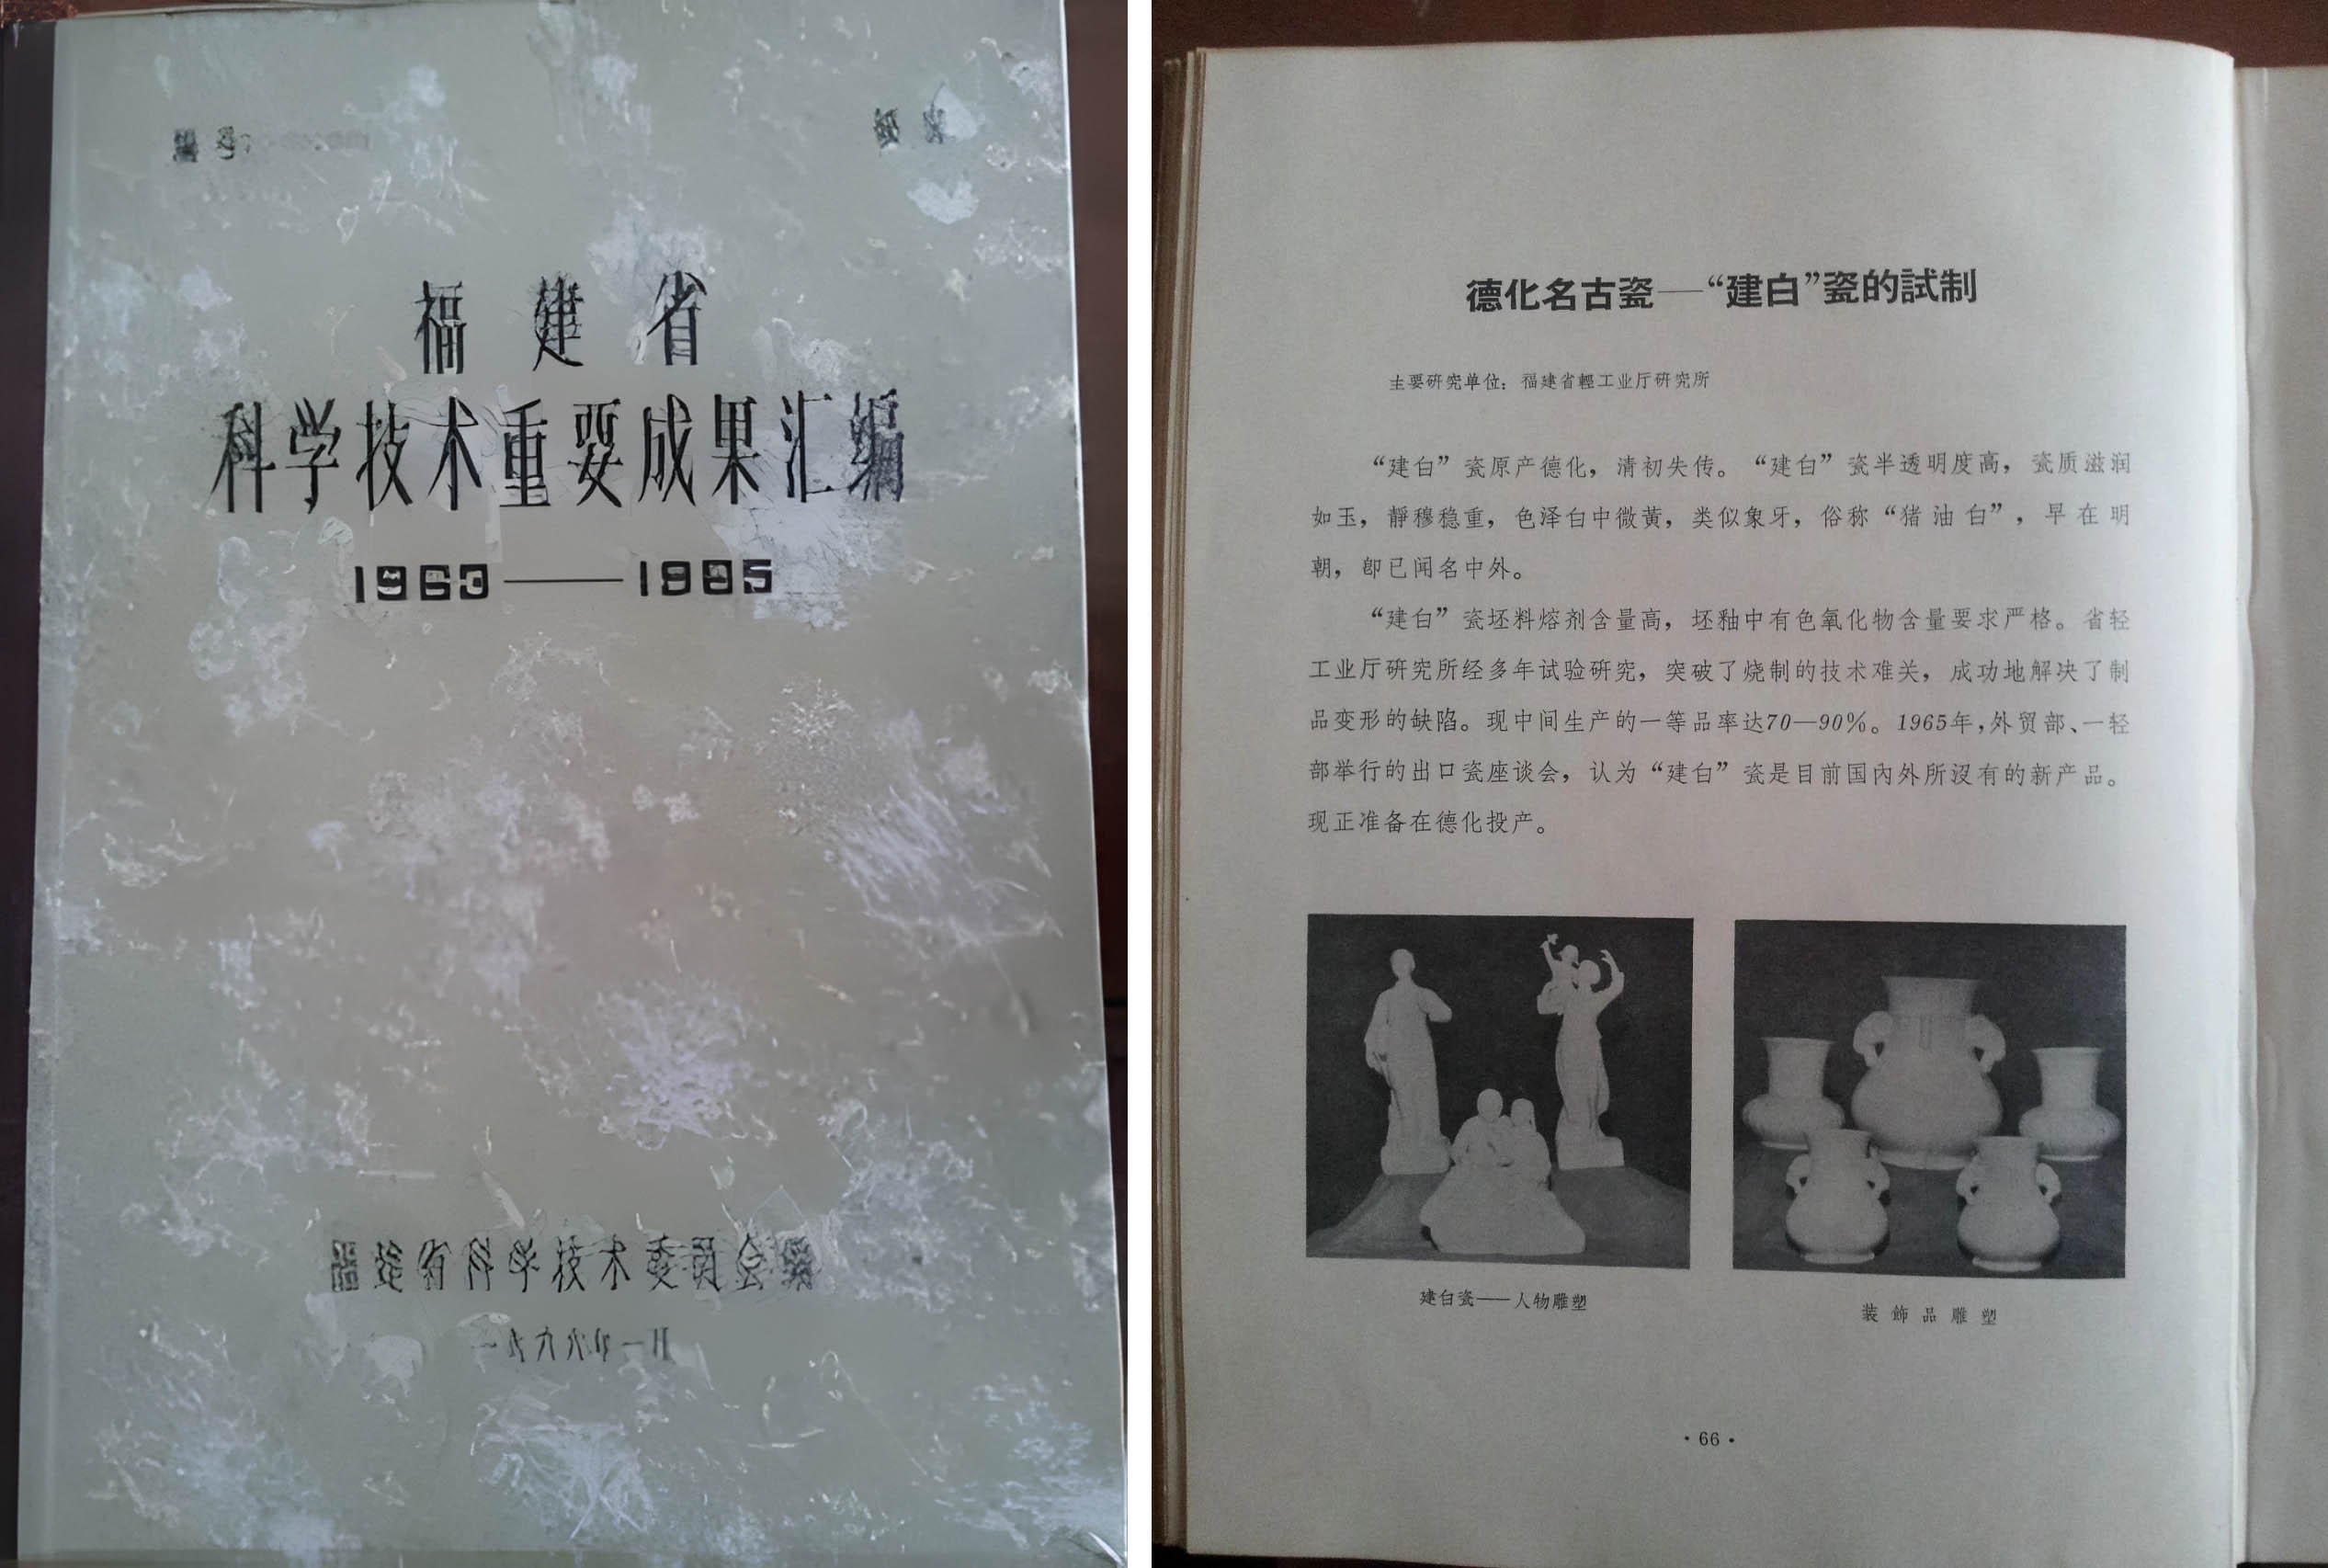 福建省
科学技术重要成果汇编
德化名古瓷——“建白”瓷的試制
主要研究单位：福建省輕工业厅研究所
“建白”瓷原产德化，清初失传。“建白”瓷半透明度高，瓷质滋润
如玉，靜穆稳重，色泽白中微黄，类似象牙，俗称“猪油白”，早在明
朝，卽已闻名中外。
“建白”瓷坯料熔剂含量高，坯釉中有色氧化物含量要求严格。省轻
工业厅研究所经多年试验研究，突破了烧制的技术难关，成功地解决了制
品变形的缺陷。现中间生产的一等品率达70—90%。1965年，外贸部、一轻
部举行的出口瓷座谈会，认为“建白”瓷是目前国內外所沒有的新产品。
现正准备在德化投产。
建白瓷——人物雕塑
装饰品雕塑
·66·